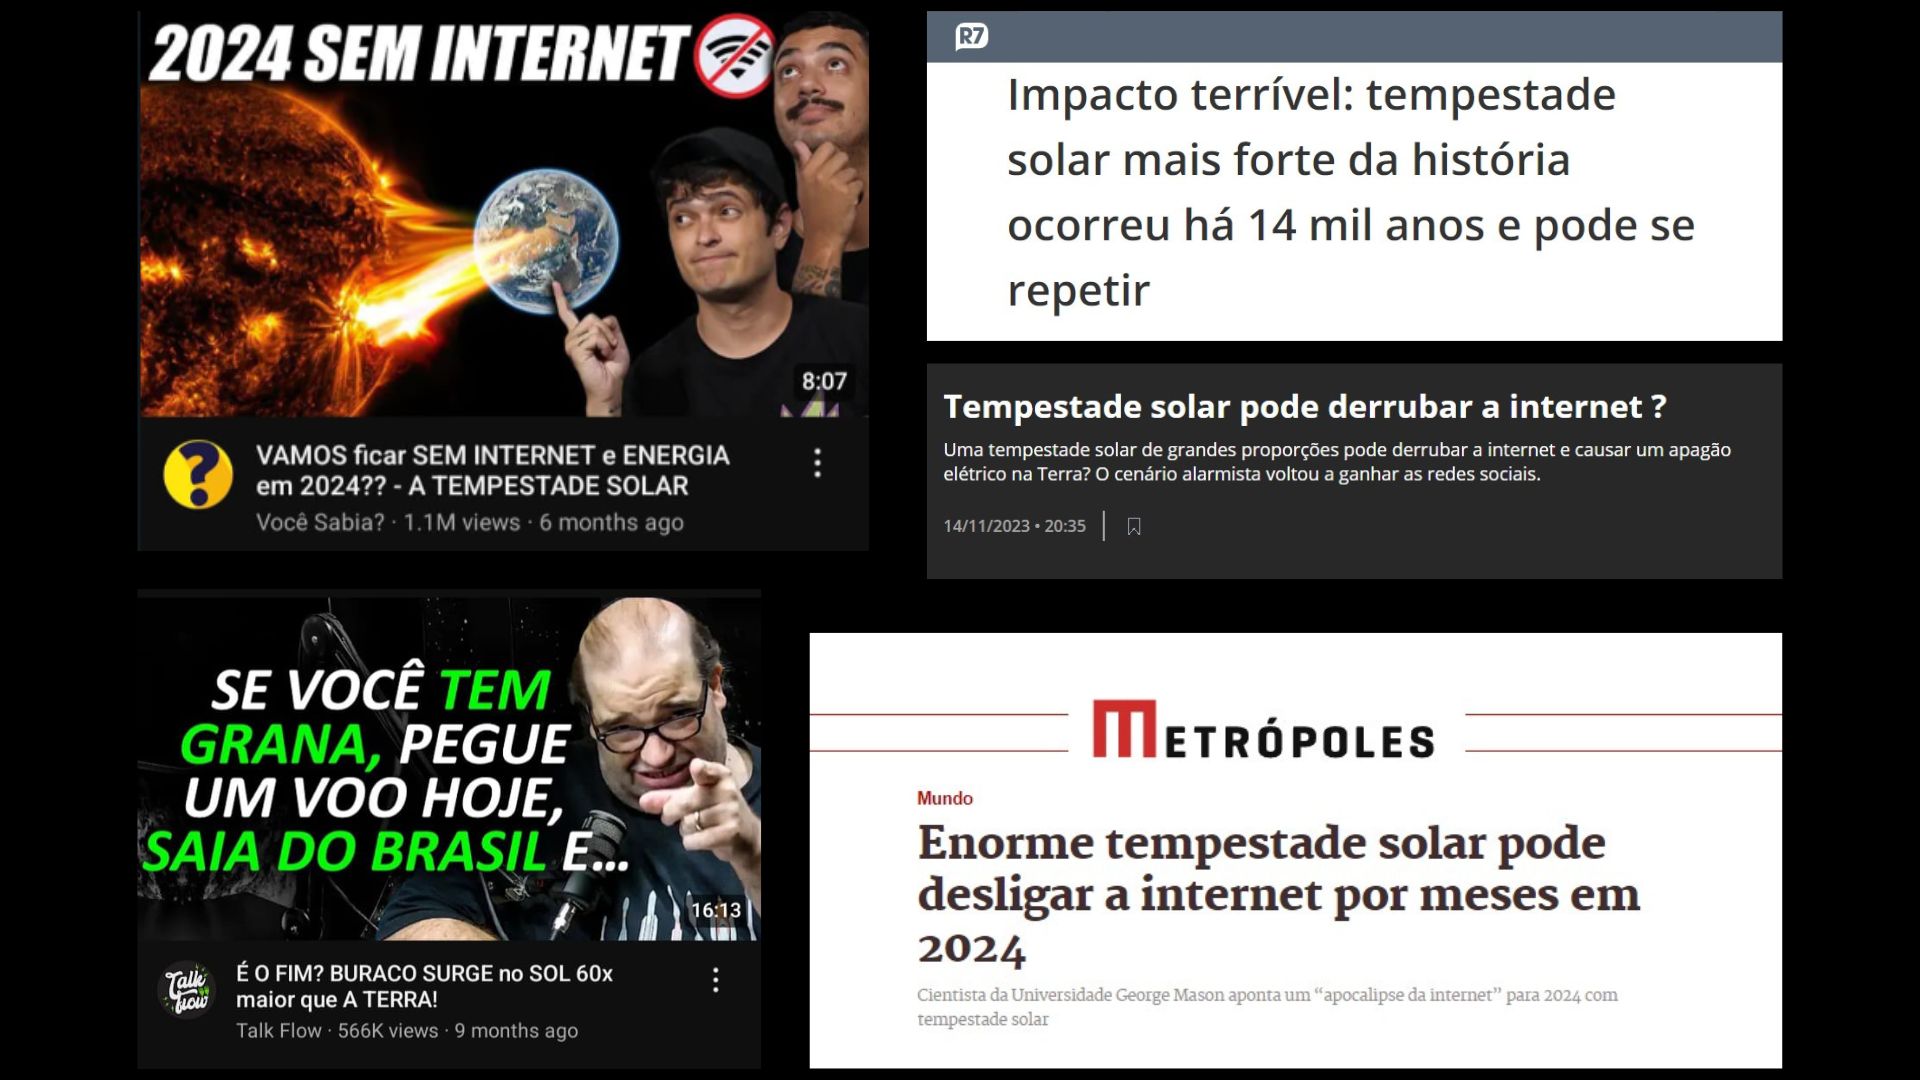 2024 SEM INTERNET
8:07
VAMOS ficar SEM INTERNET e ENERGIA
em 2024?? - A TEMPESTADE SOLAR
Você Sabia? · 1.1M views · 6 months ago
R7
Impacto terrível: tempestade
solar mais forte da história
ocorreu há 14 mil anos e pode se
repetir
Tempestade solar pode derrubar a internet ?
Uma tempestade solar de grandes proporções pode derrubar a internet e causar um apagão
elétrico na Terra? O cenário alarmista voltou a ganhar as redes sociais.
14/11/2023 • 20:35
SE VOCÊ TEM
GRANA, PEGUE
UM VOO HOJE,
SAIA DO BRASIL E...
16:13
Talk
flow
É O FIM? BURACO SURGE no SOL 60x
maior que A TERRA!
Talk Flow · 566K views · 9 months ago
METRÓPOLES
Mundo
Enorme tempestade solar pode
desligar a internet por meses em
2024
Cientista da Universidade George Mason aponta um “apocalipse da internet” para 2024 com
tempestade solar